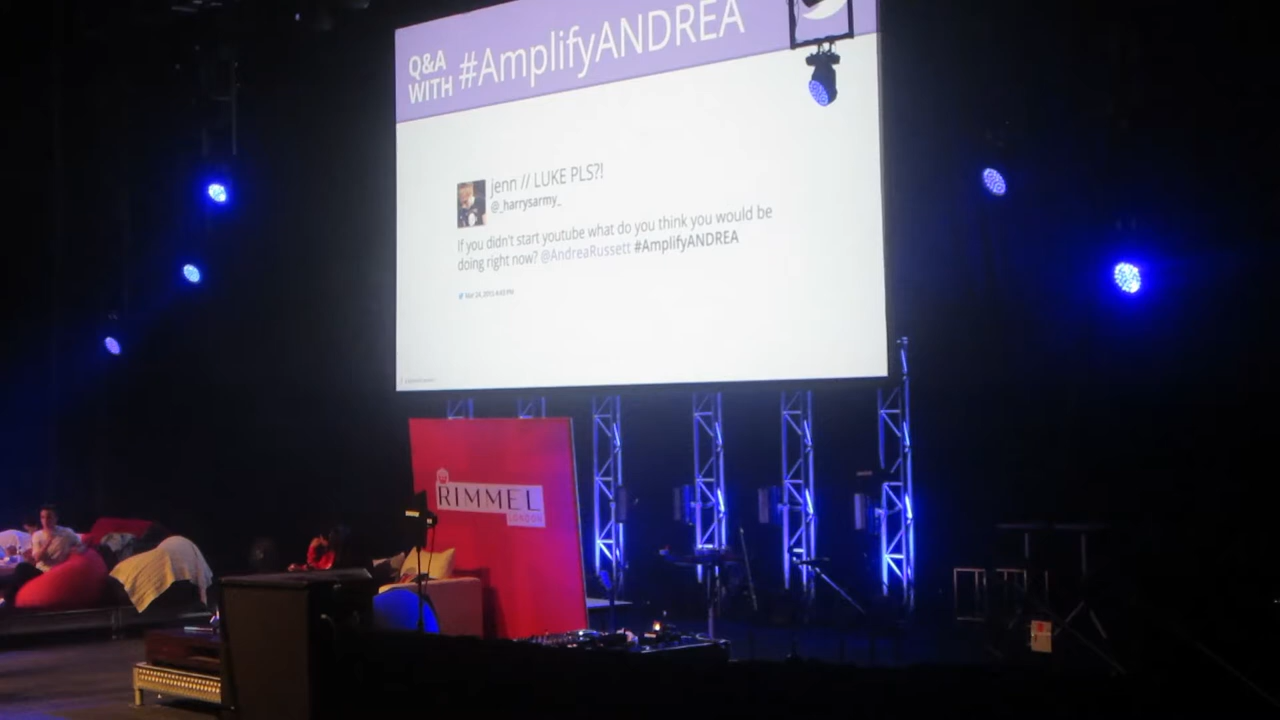 Q&A
WITH #AmplifyANDREA
jenn // LUKE PLS?!
@_harrysarmy_
If you didn't start youtube what do you think you would be
doing right now? @AndreaRussett #AmplifyANDREA
RIMMEL
LONDON